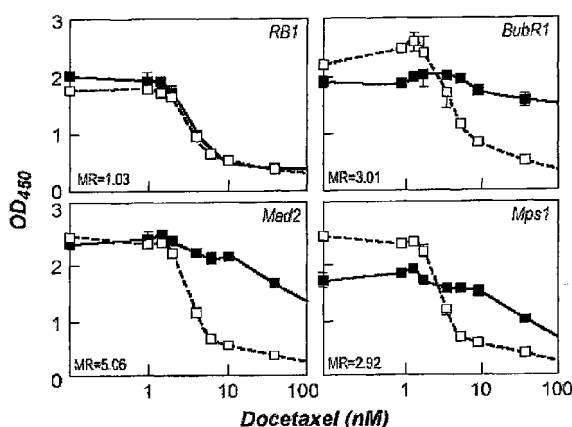 RB1
BubR1
3
2
1
0
MR=1.03
MR=3.01
OD450
Mad2
Mps1
3
2
1
0
MR=5.06
MR=2.92
1 10 100
1 10 100
Docetaxel (nM)